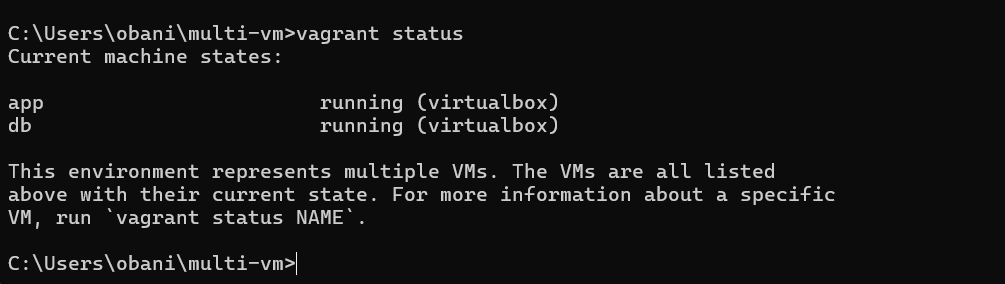 C:\Users\obani\multi-vm>vagrant status
Current machine states:
app                       running (virtualbox)
db                        running (virtualbox)
This environment represents multiple VMs. The VMs are all listed
above with their current state. For more information about a specific
VM, run `vagrant status NAME`.
C:\Users\obani\multi-vm>